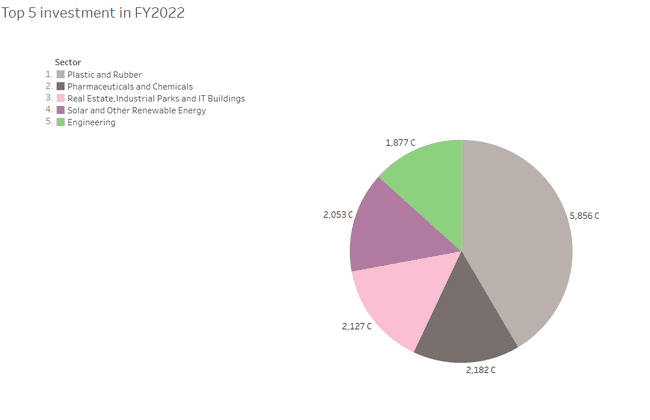 Top 5 investment in FY2022
Sector
1. Plastic and Rubber
2. Pharmaceuticals and Chemicals
3. Real Estate,Industrial Parks and IT Buildings
4. Solar and Other Renewable Energy
5. Engineering
1,877 C
5,856 C
2,053 C
2,127 C
2,182 C